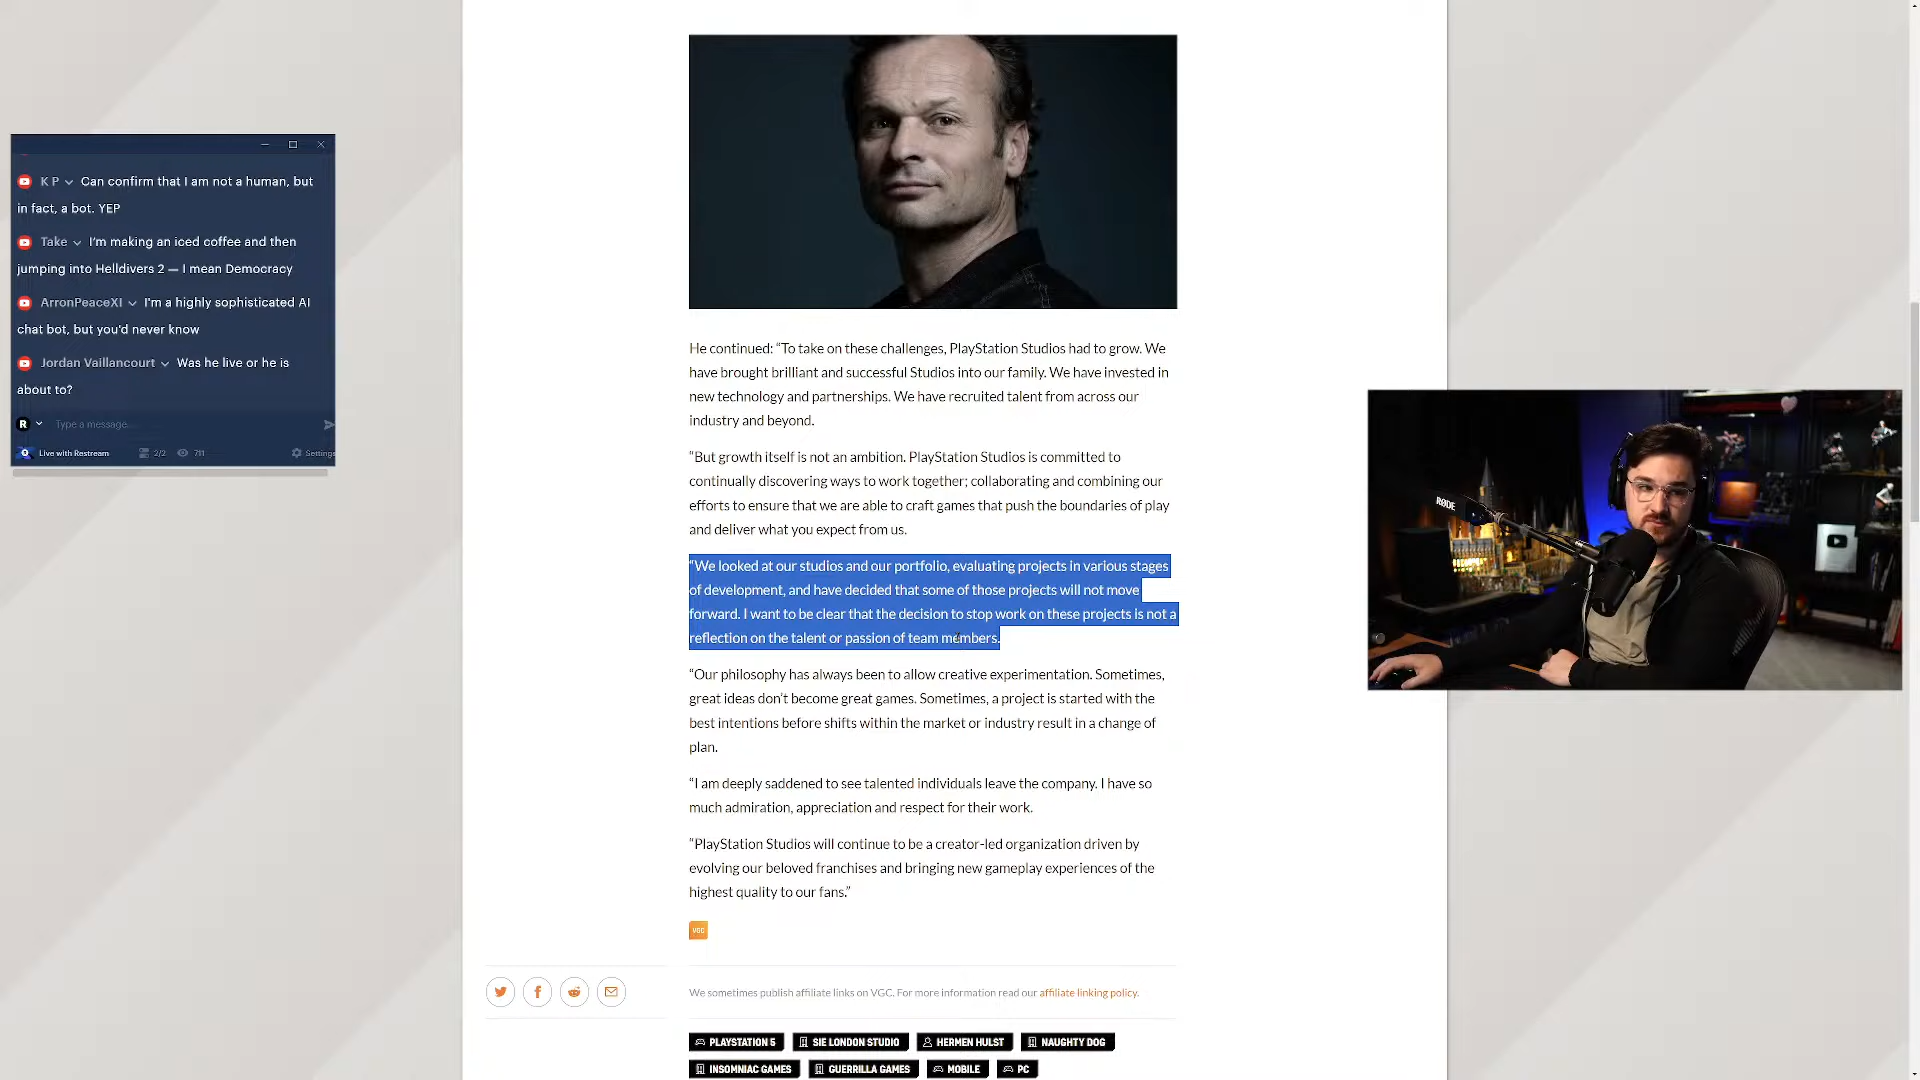 K P Can confirm that I am not a human, but
in fact, a bot. YEP
Take I'm making an iced coffee and then
jumping into Helldivers 2 — I mean Democracy
ArronPeaceXI I'm a highly sophisticated AI
chat bot, but you'd never know
Jordan Vaillancourt Was he live or he is
about to?
R Type a message...
Live with Restream 2/2 711 Settings
He continued: “To take on these challenges, PlayStation Studios had to grow. We
have brought brilliant and successful Studios into our family. We have invested in
new technology and partnerships. We have recruited talent from across our
industry and beyond.
“But growth itself is not an ambition. PlayStation Studios is committed to
continually discovering ways to work together; collaborating and combining our
efforts to ensure that we are able to craft games that push the boundaries of play
and deliver what you expect from us.
“We looked at our studios and our portfolio, evaluating projects in various stages
of development, and have decided that some of those projects will not move
forward. I want to be clear that the decision to stop work on these projects is not a
reflection on the talent or passion of team members.
“Our philosophy has always been to allow creative experimentation. Sometimes,
great ideas don’t become great games. Sometimes, a project is started with the
best intentions before shifts within the market or industry result in a change of
plan.
“I am deeply saddened to see talented individuals leave the company. I have so
much admiration, appreciation and respect for their work.
“PlayStation Studios will continue to be a creator-led organization driven by
evolving our beloved franchises and bringing new gameplay experiences of the
highest quality to our fans.”
VGC
We sometimes publish affiliate links on VGC. For more information read our affiliate linking policy.
PLAYSTATION 5 SIE LONDON STUDIO HERMEN HULST NAUGHTY DOG
INSOMNIAC GAMES GUERRILLA GAMES MOBILE PC
RØDE